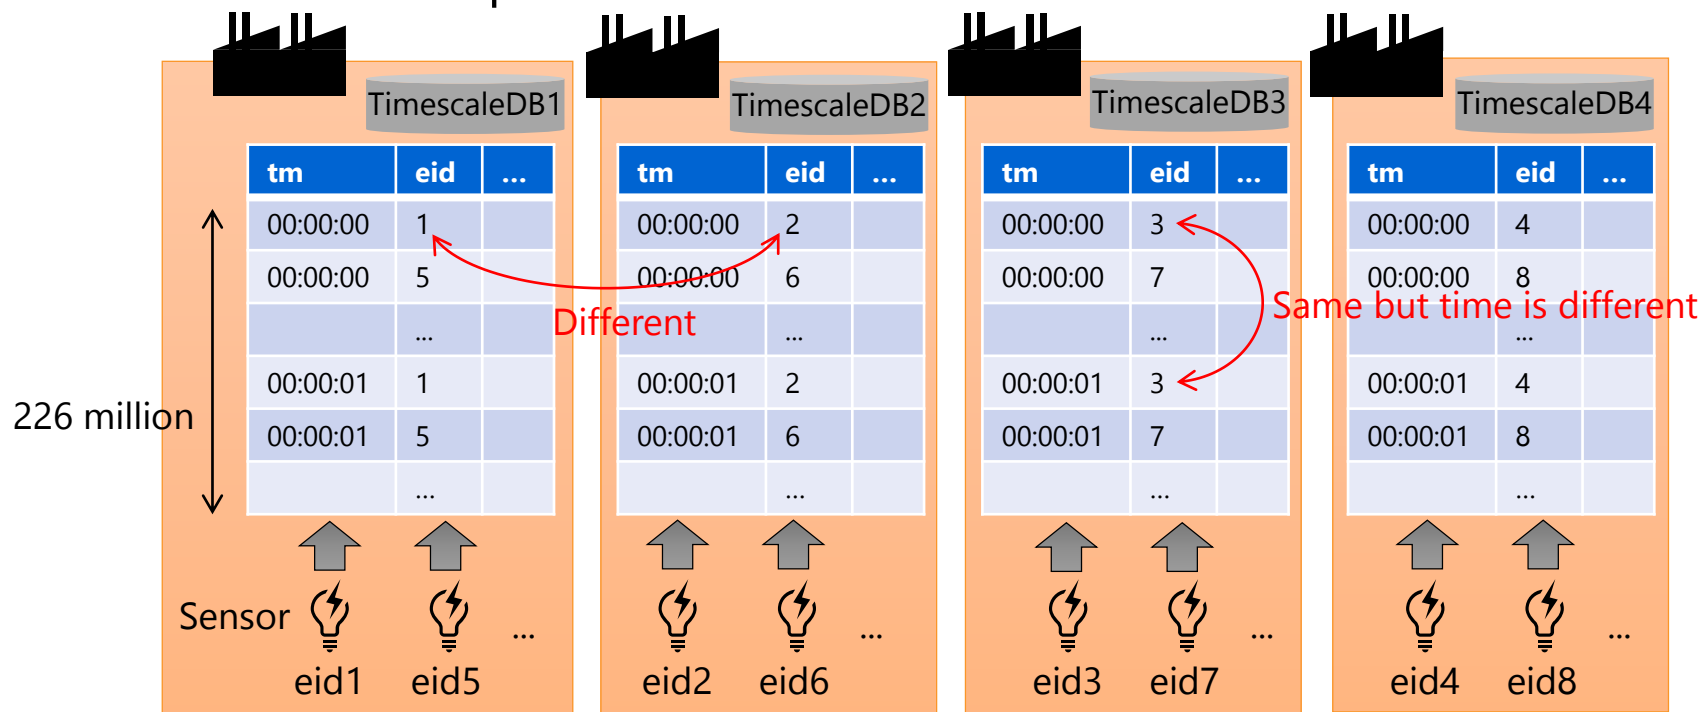 TimescaleDB1
TimescaleDB2
TimescaleDB3
TimescaleDB4
tm eid ...
00:00:00 1
00:00:00 5
...
00:00:01 1
00:00:01 5
...
tm eid ...
00:00:00 2
00:00:00 6
...
00:00:01 2
00:00:01 6
...
tm eid ...
00:00:00 3
00:00:00 7
...
00:00:01 3
00:00:01 7
...
tm eid ...
00:00:00 4
00:00:00 8
...
00:00:01 4
00:00:01 8
...
Different
Same but time is different
226 million
Sensor ... ... ... ...
eid1 eid5 eid2 eid6 eid3 eid7 eid4 eid8